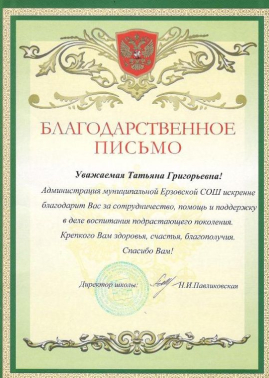 БЛАГОДАРСТВЕННОЕ
ПИСЬМО
Уважаемая Татьяна Григорьевна!
Администрация муниципальной Ерзовской СОШ искренне
благодарит Вас за сотрудничество, помощь и поддержку
в деле воспитания подрастающего поколения.
Крепкого Вам здоровья, счастья, благополучия.
Спасибо Вам!
Директор школы: Н.И.Павликовская